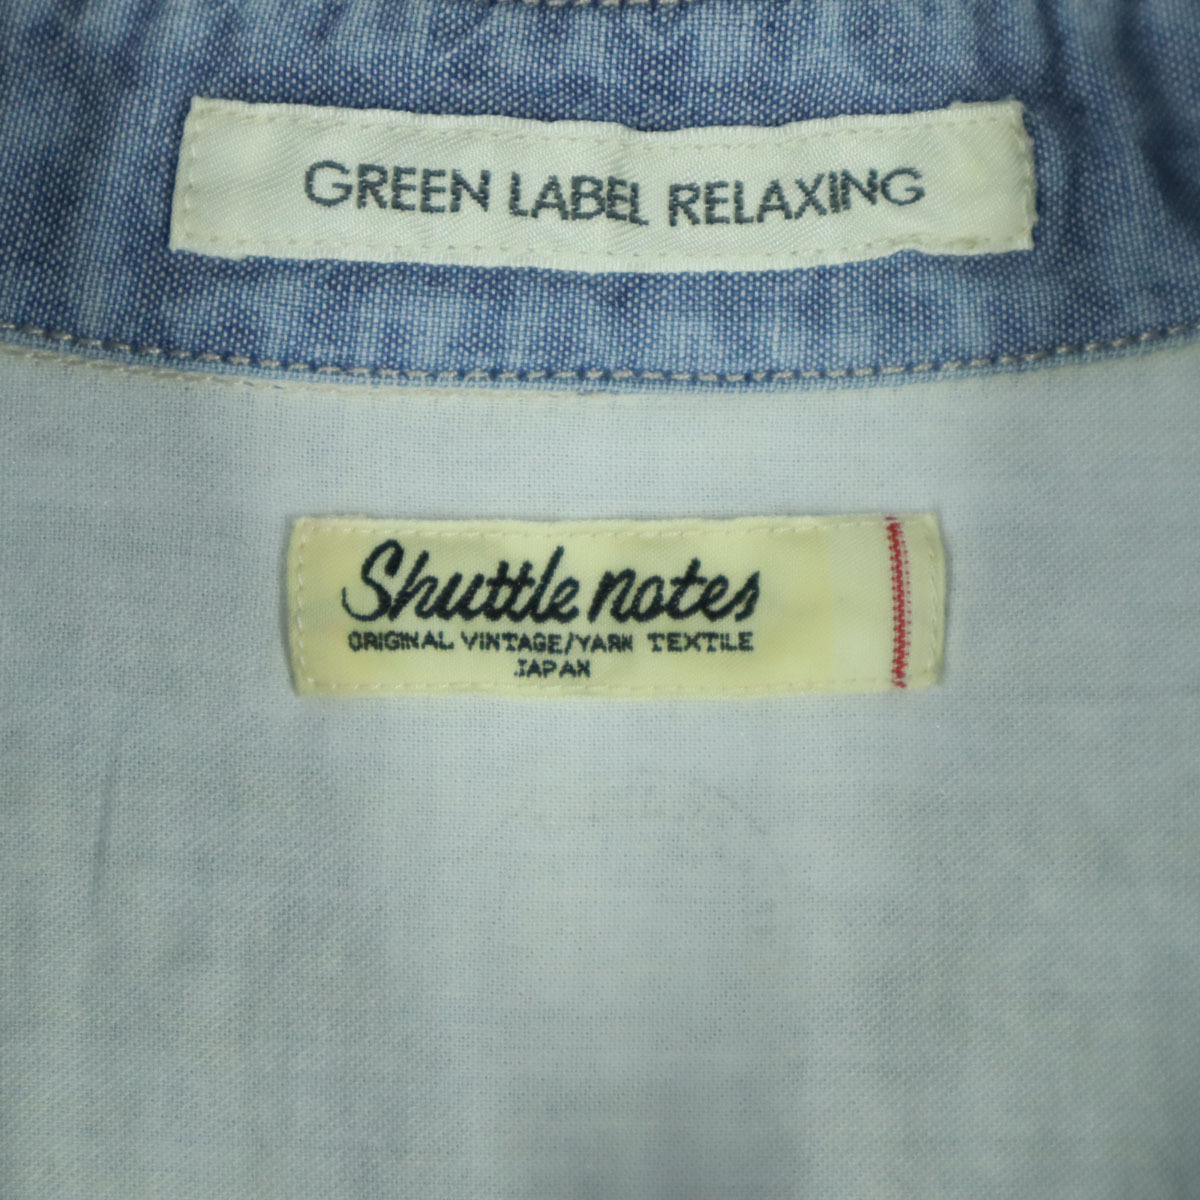 GREEN LABEL RELAXING
Shuttle notes
ORIGINAL VINTAGE/YARN TEXTILE
JAPAN